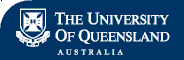 THE UNIVERSITY
OF QUEENSLAND
AUSTRALIA